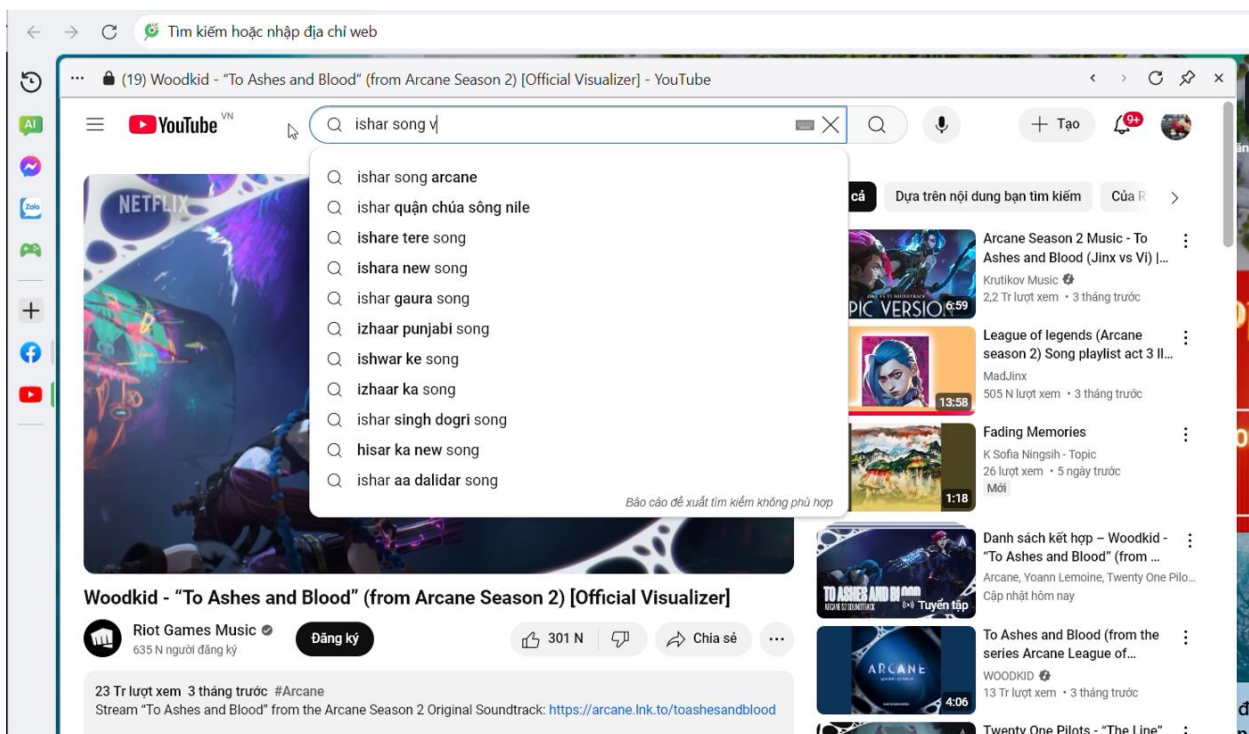 Tìm kiếm hoặc nhập địa chỉ web
(19) Woodkid - “To Ashes and Blood” (from Arcane Season 2) [Official Visualizer] - YouTube
YouTube VN
ishar song v
Tạo
9+
AI
Zalo
NETFLIX
ishar song arcane
ishar quận chúa sông nile
ishare tere song
ishara new song
ishar gaura song
izhaar punjabi song
ishwar ke song
izhaar ka song
ishar singh dogri song
hisar ka new song
ishar aa dalidar song
Báo cáo đề xuất tìm kiếm không phù hợp
cả
Dựa trên nội dung bạn tìm kiếm
Của R
PIC VERSION
6:59
Arcane Season 2 Music - To
Ashes and Blood (Jinx vs Vi) |...
Krutikov Music
2,2 Tr lượt xem • 3 tháng trước
13:58
League of legends (Arcane
season 2) Song playlist act 3 ll...
MadJinx
505 N lượt xem • 3 tháng trước
1:18
Fading Memories
K Sofia Ningsih - Topic
26 lượt xem • 5 ngày trước
Mới
TO ASHES AND BLOOD
Tuyển tập
Danh sách kết hợp – Woodkid -
“To Ashes and Blood” (from ...
Arcane, Yoann Lemoine, Twenty One Pilo...
Cập nhật hôm nay
ARCANE
4:06
To Ashes and Blood (from the
series Arcane League of...
WOODKID
13 Tr lượt xem • 3 tháng trước
Twenty One Pilots - “The Line”
Woodkid - “To Ashes and Blood” (from Arcane Season 2) [Official Visualizer]
Riot Games Music
635 N người đăng ký
Đăng ký
301 N
Chia sẻ
23 Tr lượt xem 3 tháng trước #Arcane
Stream “To Ashes and Blood” from the Arcane Season 2 Original Soundtrack: https://arcane.lnk.to/toashesandblood